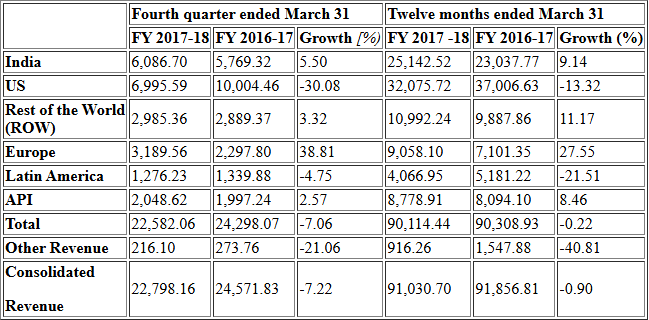 Fourth quarter ended March 31 Twelve months ended March 31
FY 2017-18 FY 2016-17 Growth [%) FY 2017 -18 FY 2016-17 Growth (%)
India 6,086.70 5,769.32 5.50 25,142.52 23,037.77 9.14
US 6,995.59 10,004.46 -30.08 32,075.72 37,006.63 -13.32
Rest of the World
(ROW) 2,985.36 2,889.37 3.32 10,992.24 9,887.86 11.17
Europe 3,189.56 2,297.80 38.81 9,058.10 7,101.35 27.55
Latin America 1,276.23 1,339.88 -4.75 4,066.95 5,181.22 -21.51
API 2,048.62 1,997.24 2.57 8,778.91 8,094.10 8.46
Total 22,582.06 24,298.07 -7.06 90,114.44 90,308.93 -0.22
Other Revenue 216.10 273.76 -21.06 916.26 1,547.88 -40.81
Consolidated
Revenue 22,798.16 24,571.83 -7.22 91,030.70 91,856.81 -0.90